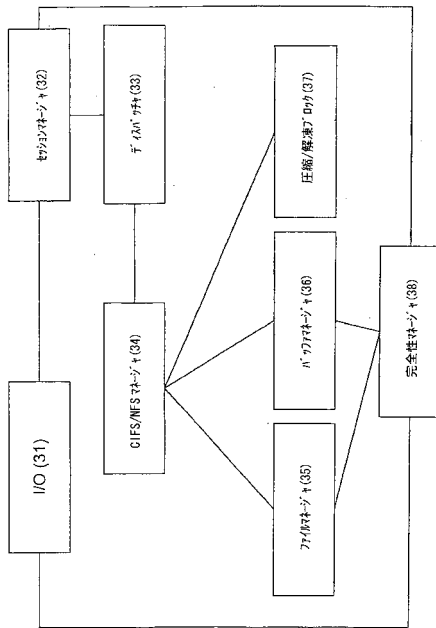 I/O (31)
セッションマネージャ(32)
CIFS/NFS マネージャ(34)
ディスパッチャ(33)
ファイルマネージャ(35)
バッファマネージャ(36)
圧縮/解凍ブロック(37)
完全性マネージャ(38)